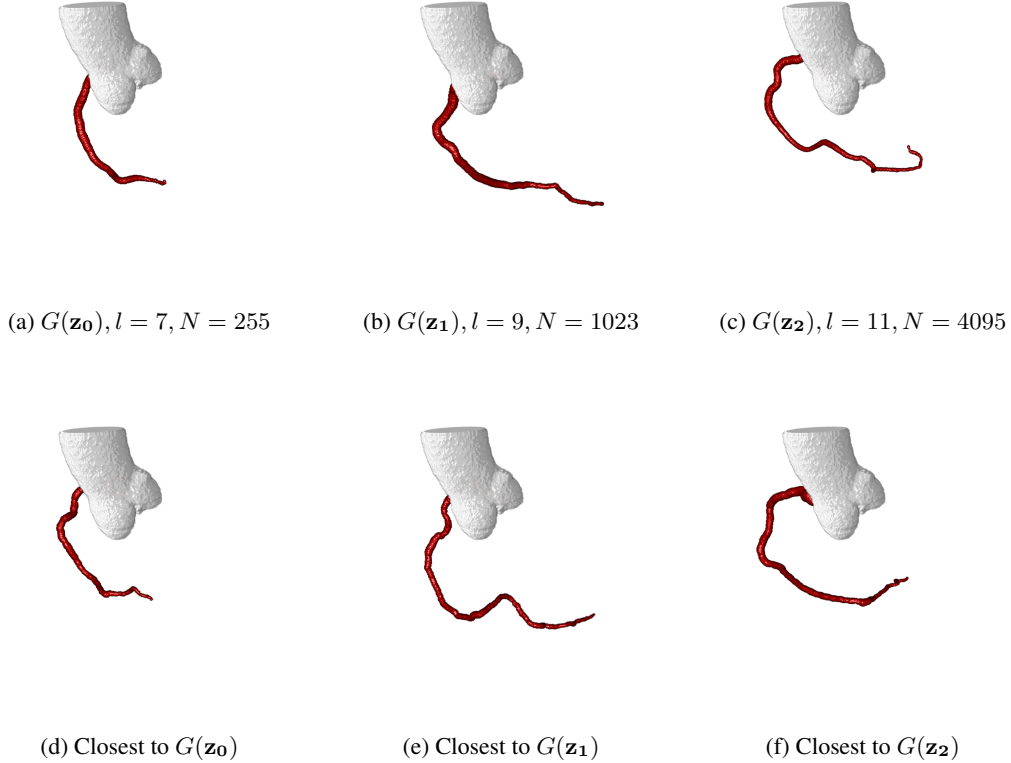 (a) G(z₀), l = 7, N = 255
(b) G(z₁), l = 9, N = 1023
(c) G(z₂), l = 11, N = 4095
(d) Closest to G(z₀)
(e) Closest to G(z₁)
(f) Closest to G(z₂)